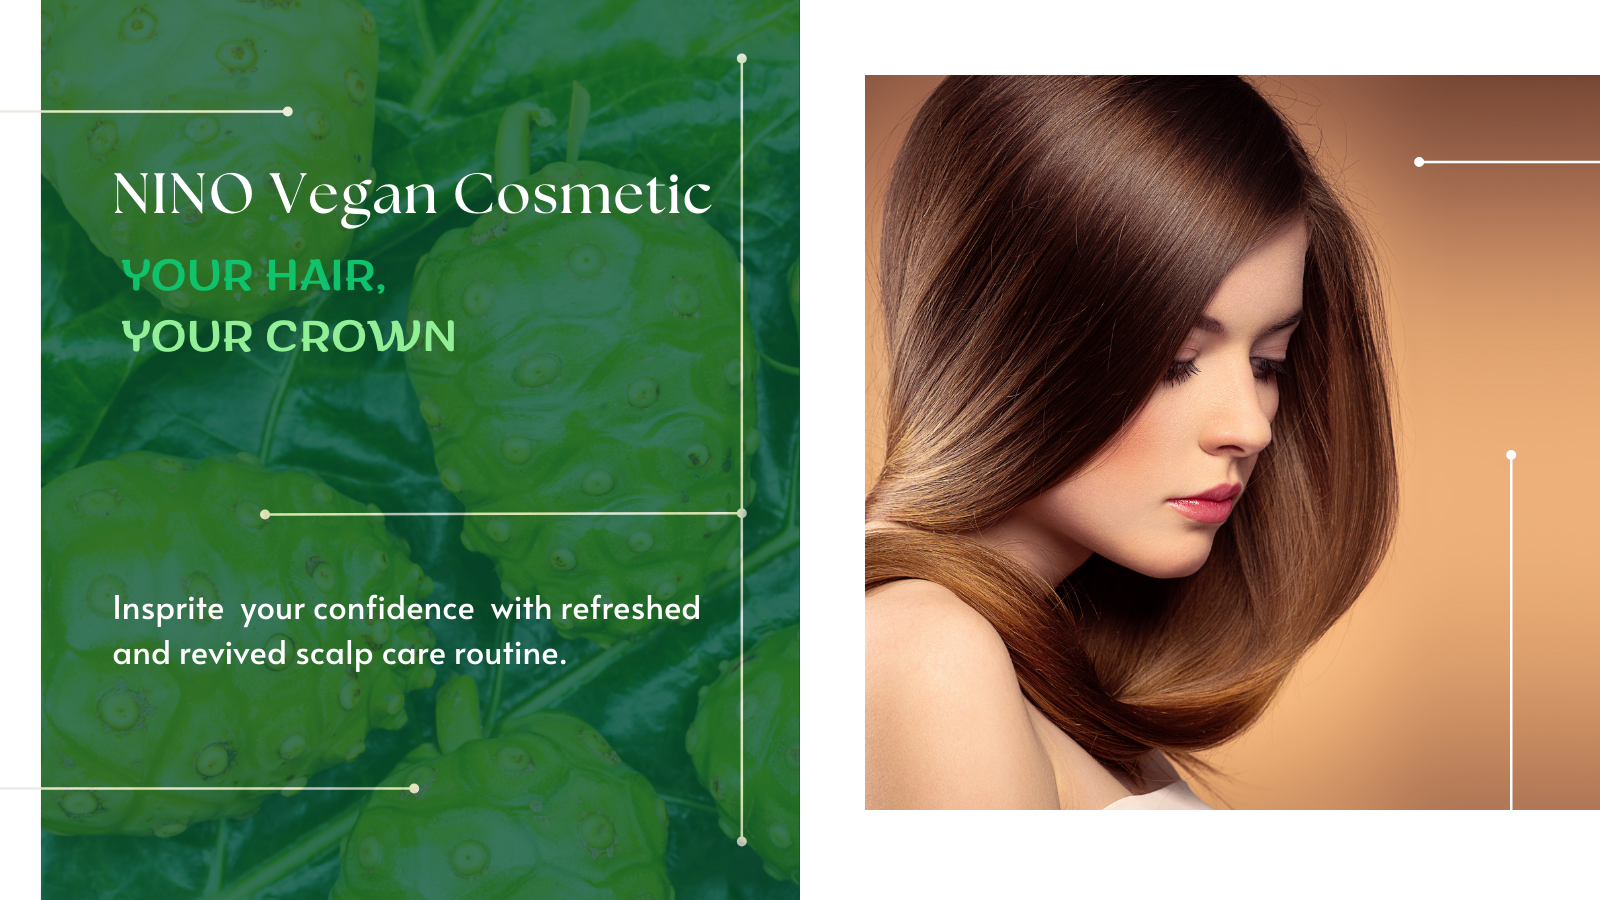 NINO Vegan Cosmetic
YOUR HAIR,
YOUR CROWN
Insprite your confidence with refreshed
and revived scalp care routine.